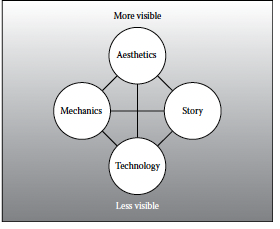 More visible
Aesthetics
Mechanics
Story
Technology
Less visible